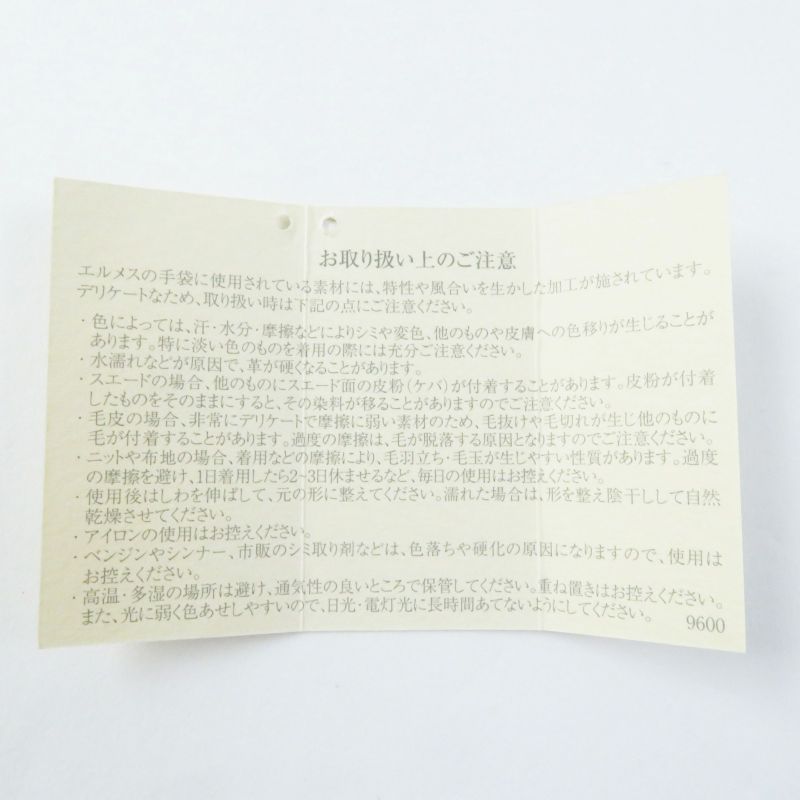 お取り扱い上のご注意
エルメスの手袋に使用されている素材には、特性や風合いを生かした加工が施されています。
デリケートなため、取り扱い時は下記の点にご注意ください。
・色によっては、汗・水分・摩擦などによりシミや変色、他のものや皮膚への色移りが生じることが
あります。特に淡い色のものを着用の際には充分ご注意ください。
・水濡れなどが原因で、革が硬くなることがあります。
・スエードの場合、他のものにスエード面の皮粉(ケバ)が付着することがあります。皮粉が付着
したものをそのままにすると、その染料が移ることがありますのでご注意ください。
・毛皮の場合、非常にデリケートで摩擦に弱い素材のため、毛抜けや毛切れが生じ他のものに
毛が付着することがあります。過度の摩擦は、毛が脱落する原因となりますのでご注意ください。
・ニットや布地の場合、着用などの摩擦により、毛羽立ち・毛玉が生じやすい性質があります。過度
の摩擦を避け、1日着用したら2~3日休ませるなど、毎日の使用はお控えください。
・使用後はしわを伸ばして、元の形に整えてください。濡れた場合は、形を整え陰干しして自然
乾燥させてください。
・アイロンの使用はお控えください。
・ベンジンやシンナー、市販のシミ取り剤などは、色落ちや硬化の原因になりますので、使用は
お控えください。
・高温・多湿の場所は避け、通気性の良いところで保管してください。重ね置きはお控えください。
また、光に弱く色あせしやすいので、日光・電灯光に長時間あてないようにしてください。
9600